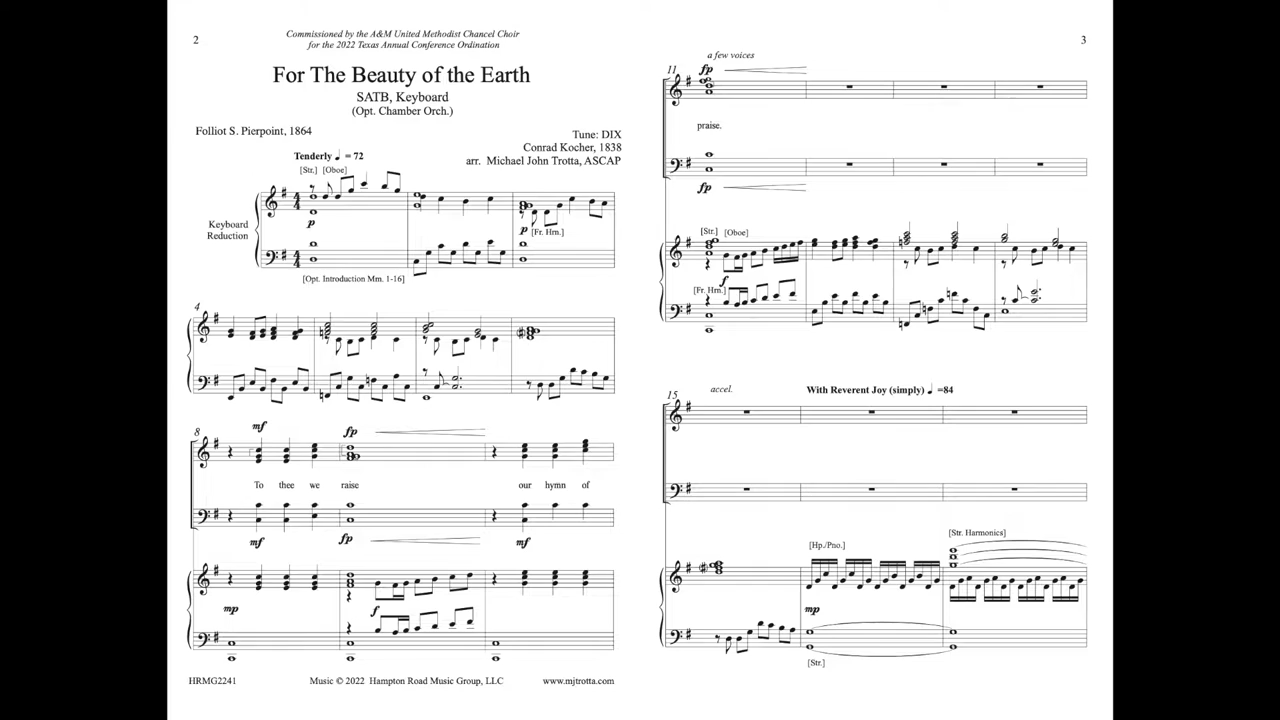 2
Commissioned by the A&M United Methodist Chancel Choir
for the 2022 Texas Annual Conference Ordination
For The Beauty of the Earth
SATB, Keyboard
(Opt. Chamber Orch.)
Folliot S. Pierpoint, 1864
Tune: DIX
Conrad Kocher, 1838
arr. Michael John Trotta, ASCAP
Tenderly ♩ = 72
[Str.] [Oboe]
Keyboard
Reduction
p
p [Fr. Hrn.]
[Opt. Introduction Mm. 1-16]
4
8
mf fp
To thee we raise our hymn of
mf fp mf
mp f
HRMG2241 Music © 2022 Hampton Road Music Group, LLC www.mjtrotta.com
3
a few voices
11
fp
praise.
fp
[Str.] [Oboe]
f
[Fr. Hrn.]
15
accel. With Reverent Joy (simply) ♩ =84
[Str. Harmonics]
[Hp./Pno.]
mp
[Str.]